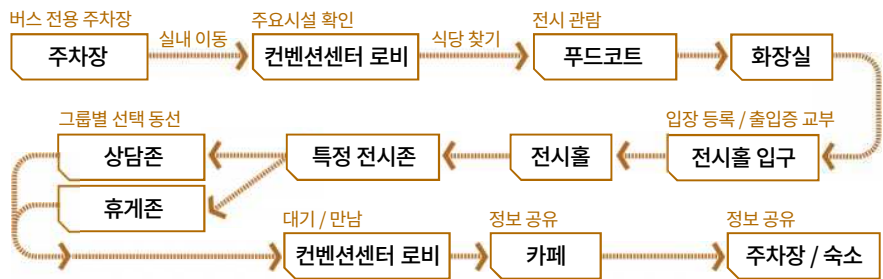 버스 전용 주차장
주차장
실내 이동
주요시설 확인
컨벤션센터 로비
식당 찾기
전시 관람
푸드코트
화장실
입장 등록 / 출입증 교부
전시홀 입구
전시홀
특정 전시존
그룹별 선택 동선
상담존
휴게존
대기 / 만남
컨벤션센터 로비
정보 공유
카페
정보 공유
주차장 / 숙소